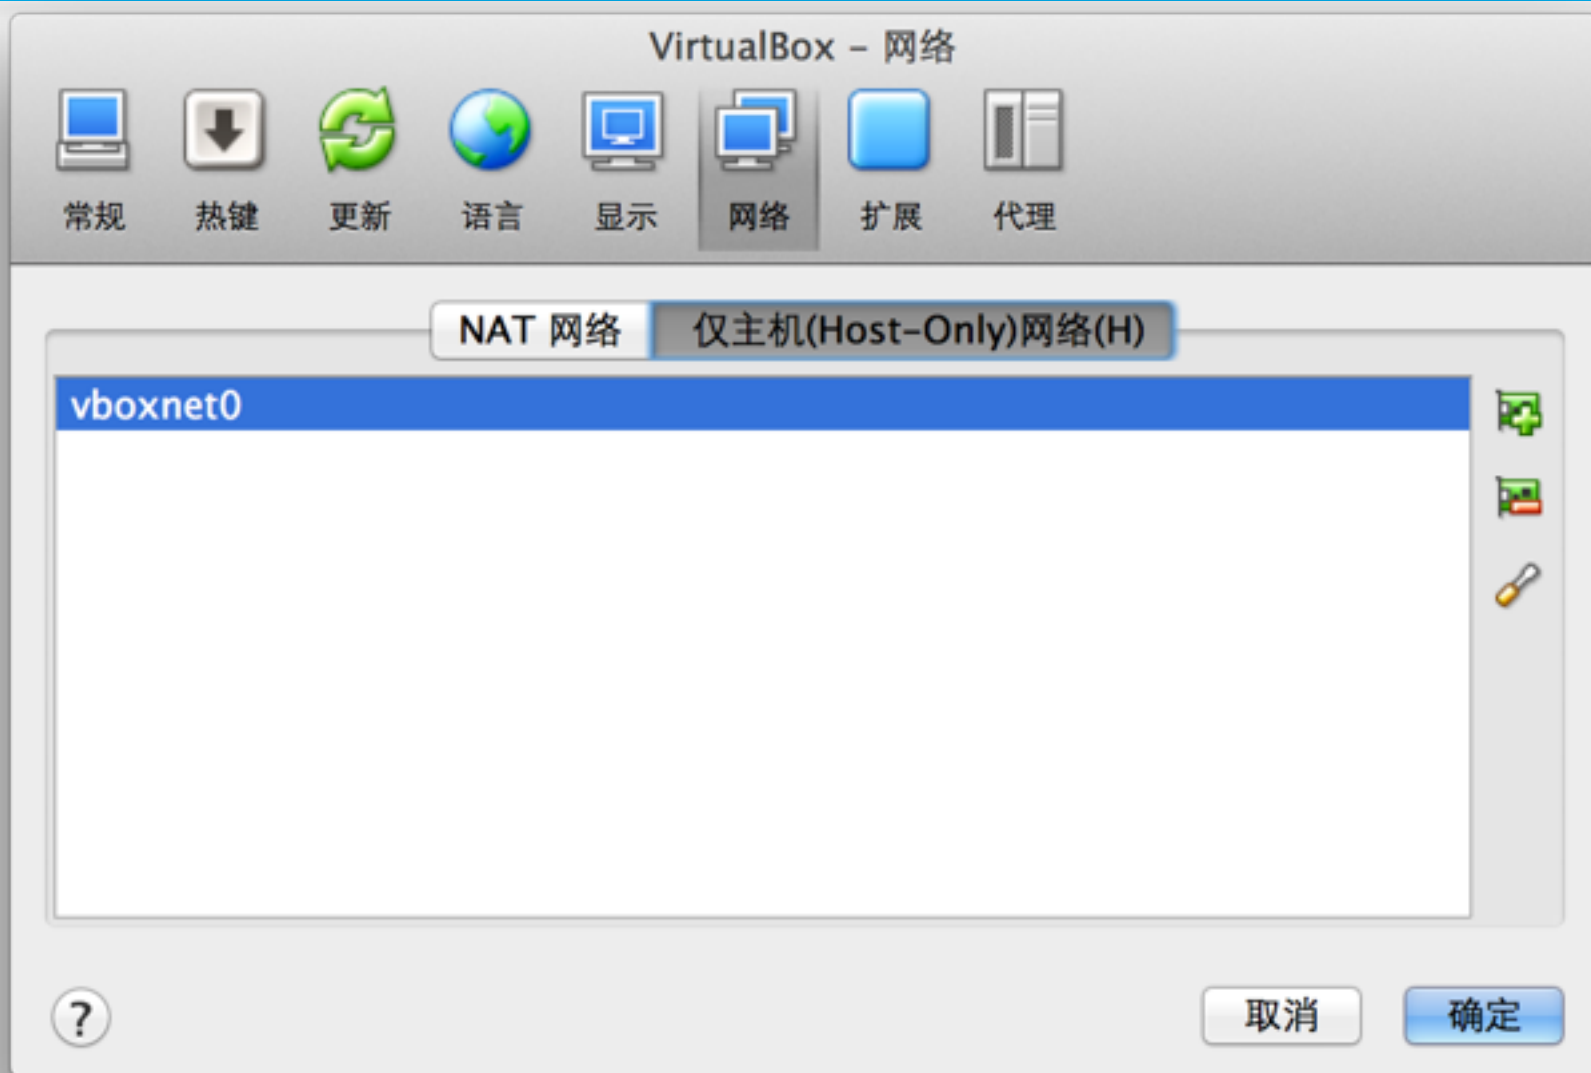 VirtualBox – 网络
常规 热键 更新 语言 显示 网络 扩展 代理
NAT 网络 仅主机(Host-Only)网络(H)
vboxnet0
? 取消 确定